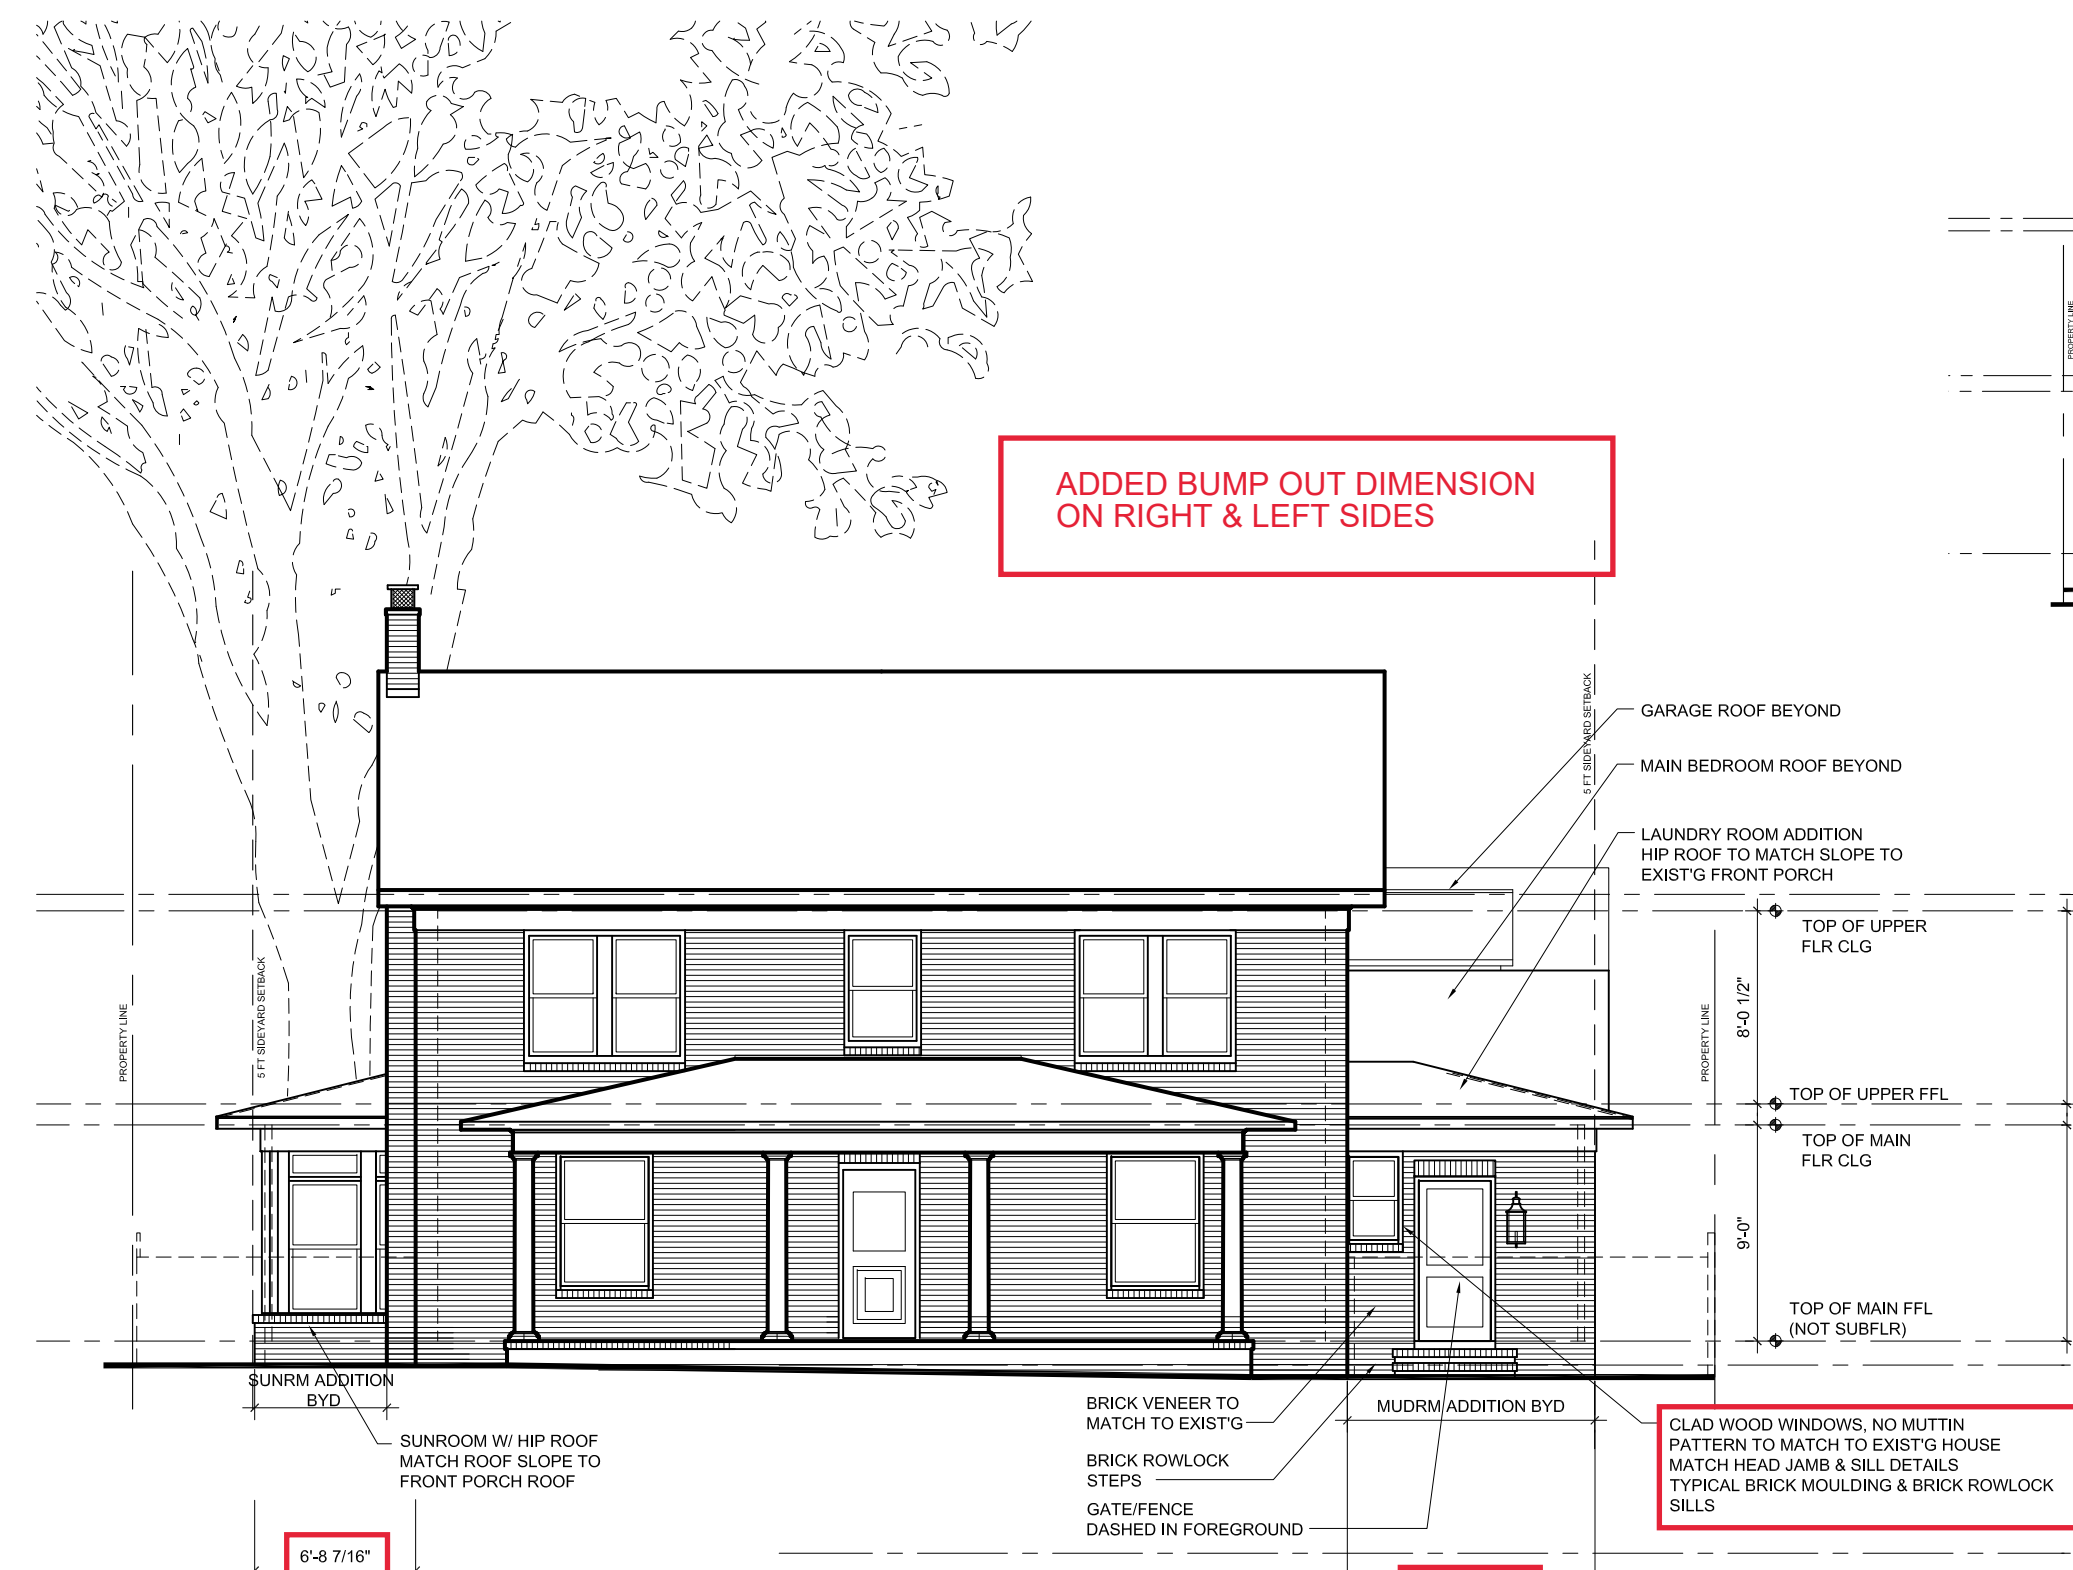 ADDED BUMP OUT DIMENSION
ON RIGHT & LEFT SIDES
PROPERTY LINE
5 FT SIDEYARD SETBACK
GARAGE ROOF BEYOND
MAIN BEDROOM ROOF BEYOND
LAUNDRY ROOM ADDITION
HIP ROOF TO MATCH SLOPE TO
EXIST'G FRONT PORCH
TOP OF UPPER
FLR CLG
8'-0 1/2"
PROPERTY LINE
5 FT SIDEYARD SETBACK
PROPERTY LINE
TOP OF UPPER FFL
TOP OF MAIN
FLR CLG
9'-0"
TOP OF MAIN FFL
(NOT SUBFLR)
SUNRM ADDITION
BYD
SUNROOM W/ HIP ROOF
MATCH ROOF SLOPE TO
FRONT PORCH ROOF
BRICK VENEER TO
MATCH TO EXIST'G
BRICK ROWLOCK
STEPS
GATE/FENCE
DASHED IN FOREGROUND
MUDRM ADDITION BYD
CLAD WOOD WINDOWS, NO MUTTIN
PATTERN TO MATCH TO EXIST'G HOUSE
MATCH HEAD JAMB & SILL DETAILS
TYPICAL BRICK MOULDING & BRICK ROWLOCK
SILLS
6'-8 7/16"